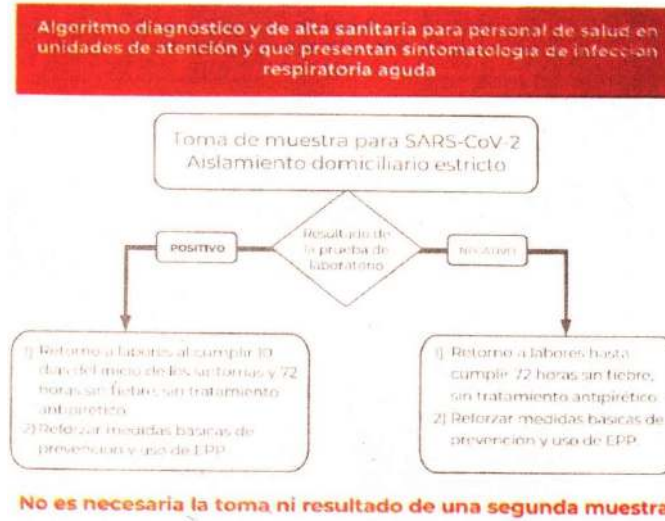 Algoritmo diagnóstico y de alta sanitaria para personal de salud en
unidades de atención y que presentan sintomatología de infección
respiratoria aguda
Toma de muestra para SARS-CoV-2
Aislamiento domiciliario estricto
Resultado de
la prueba de
laboratorio
POSITIVO
NEGATIVO
1) Retorno a labores al cumplir 10
días del inicio de los síntomas y 72
horas sin fiebre, sin tratamiento
antipirético
2) Reforzar medidas básicas de
prevención y uso de EPP
1) Retorno a labores hasta
cumplir 72 horas sin fiebre,
sin tratamiento antipirético.
2) Reforzar medidas básicas de
prevención y uso de EPP
No es necesaria la toma ni resultado de una segunda muestra